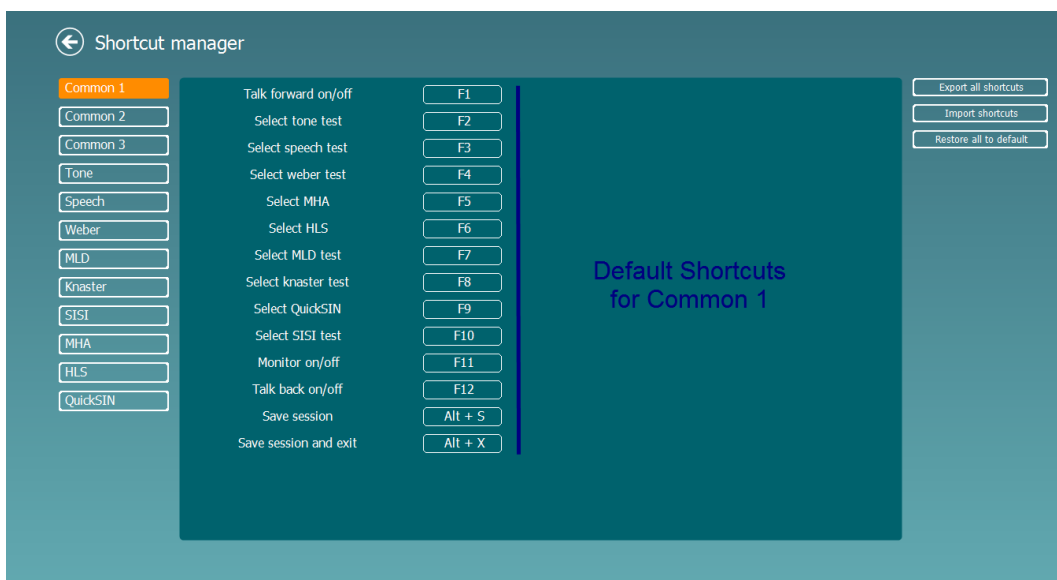 Shortcut manager
Common 1
Common 2
Common 3
Tone
Speech
Weber
MLD
Knaster
SISI
MHA
HLS
QuickSIN
Talk forward on/off F1
Select tone test F2
Select speech test F3
Select weber test F4
Select MHA F5
Select HLS F6
Select MLD test F7
Select knaster test F8
Select QuickSIN F9
Select SISI test F10
Monitor on/off F11
Talk back on/off F12
Save session Alt + S
Save session and exit Alt + X
Default Shortcuts
for Common 1
Export all shortcuts
Import shortcuts
Restore all to default